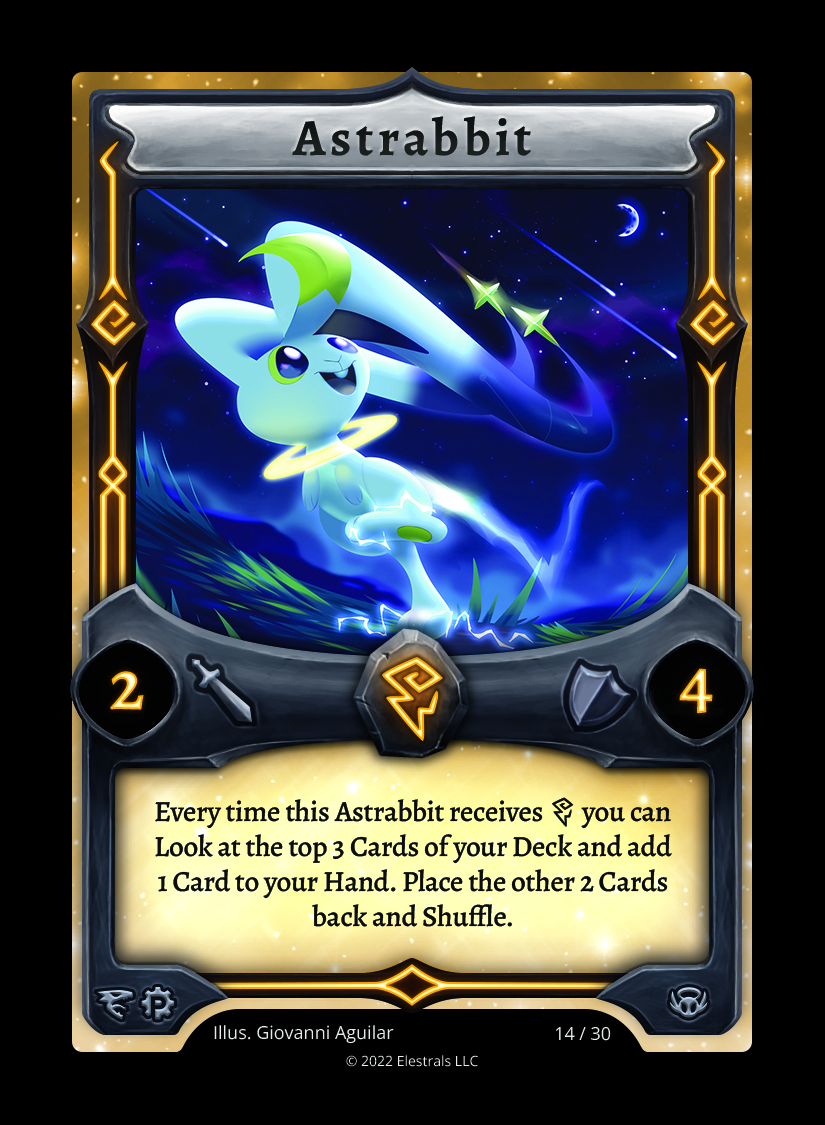 Astrabbit
2
4
Every time this Astrabbit receives you can
Look at the top 3 Cards of your Deck and add
1 Card to your Hand. Place the other 2 Cards
back and Shuffle.
P
Illus. Giovanni Aguilar
14 / 30
© 2022 Elestrals LLC